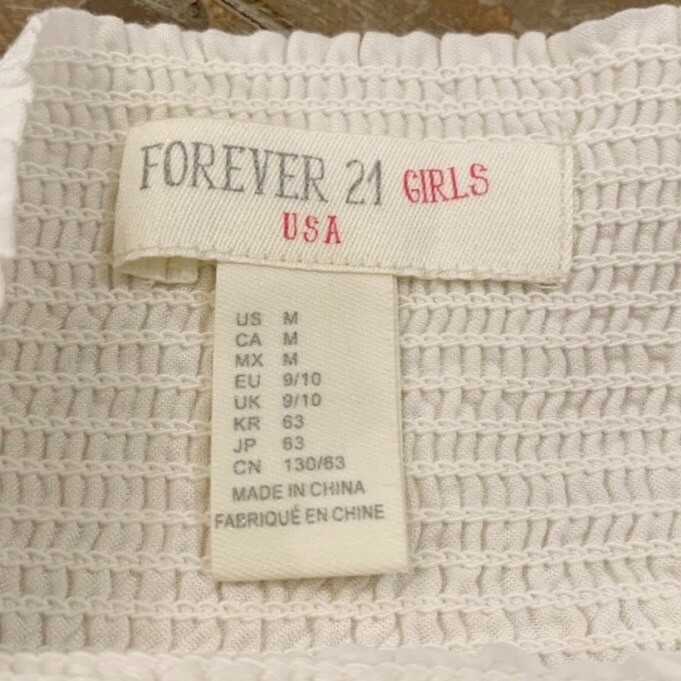 FOREVER 21 GIRLS
USA
US M
CA M
MX M
EU 9/10
UK 9/10
KR 63
JP 63
CN 130/63
MADE IN CHINA
FABRIQUÉ EN CHINE